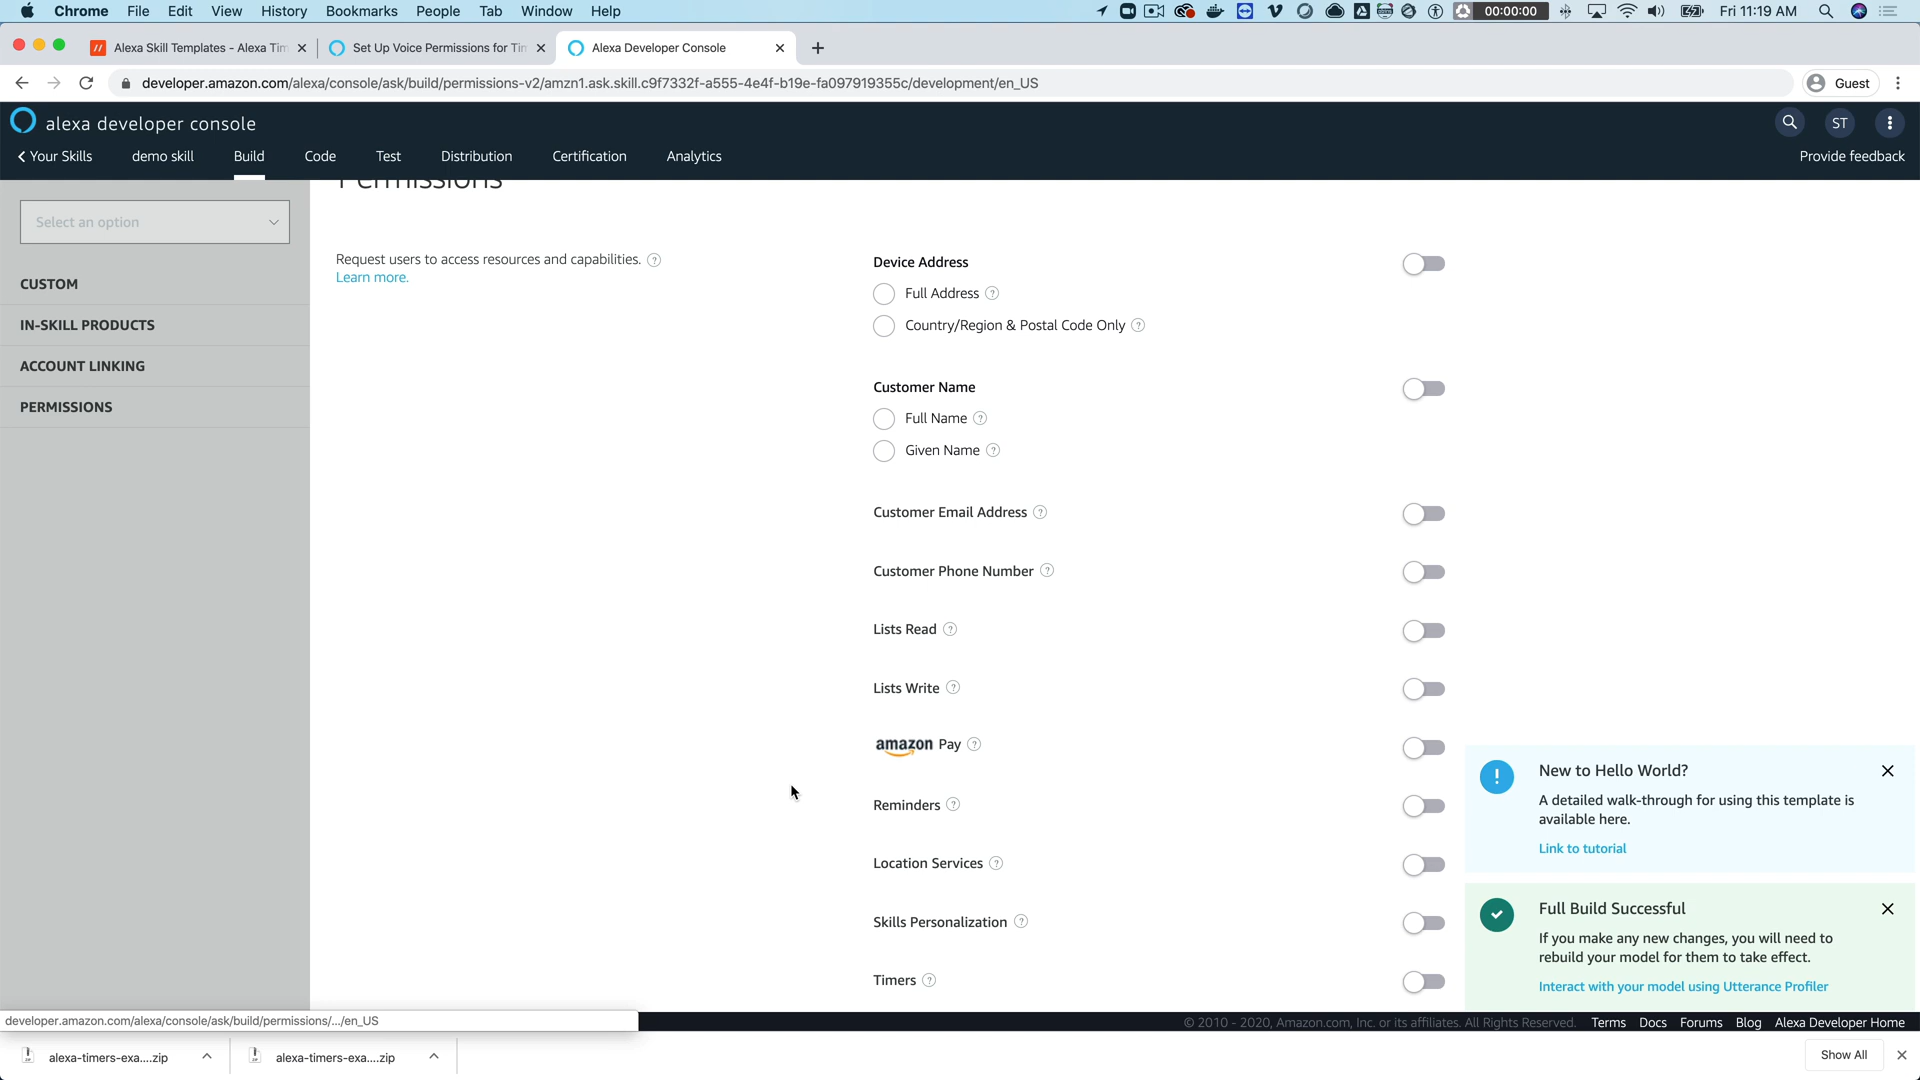 Chrome File Edit View History Bookmarks People Tab Window Help 00:00:00 Fri 11:19 AM
Alexa Skill Templates - Alexa Tim Set Up Voice Permissions for Tim Alexa Developer Console
developer.amazon.com/alexa/console/ask/build/permissions-v2/amzn1.ask.skill.c9f7332f-a555-4e4f-b19e-fa097919355c/development/en_US Guest
alexa developer console ST
Your Skills demo skill Build Code Test Distribution Certification Analytics Provide feedback
Permissions
Select an option
CUSTOM
IN-SKILL PRODUCTS
ACCOUNT LINKING
PERMISSIONS
Request users to access resources and capabilities. ?
Learn more.
Device Address
Full Address ?
Country/Region & Postal Code Only ?
Customer Name
Full Name ?
Given Name ?
Customer Email Address ?
Customer Phone Number ?
Lists Read ?
Lists Write ?
amazon Pay ?
Reminders ?
Location Services ?
Skills Personalization ?
Timers ?
New to Hello World?
A detailed walk-through for using this template is
available here.
Link to tutorial
Full Build Successful
If you make any new changes, you will need to
rebuild your model for them to take effect.
Interact with your model using Utterance Profiler
developer.amazon.com/alexa/console/ask/build/permissions/.../en_US
© 2010 - 2020, Amazon.com, Inc. or its affiliates. All Rights Reserved. Terms Docs Forums Blog Alexa Developer Home
alexa-timers-exa....zip alexa-timers-exa....zip Show All